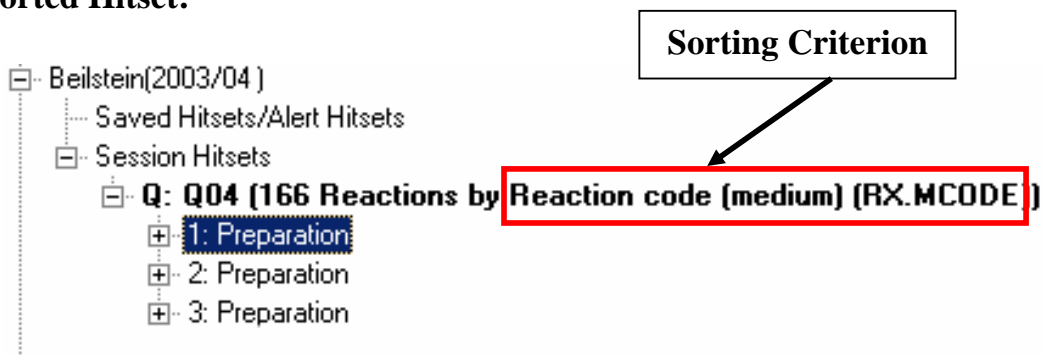 orted Hitset:
Sorting Criterion
Beilstein(2003/04 )
Saved Hitsets/Alert Hitsets
Session Hitsets
Q: Q04 (166 Reactions by Reaction code (medium) (RX.MCODE))
1: Preparation
2: Preparation
3: Preparation